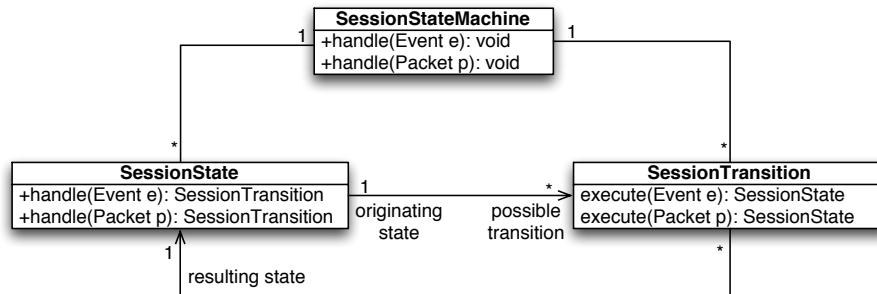 SessionStateMachine
+handle(Event e): void
+handle(Packet p): void
1
1
*
*
SessionState
+handle(Event e): SessionTransition
+handle(Packet p): SessionTransition
1
originating
state
*
possible
transition
SessionTransition
execute(Event e): SessionState
execute(Packet p): SessionState
1
resulting state
*